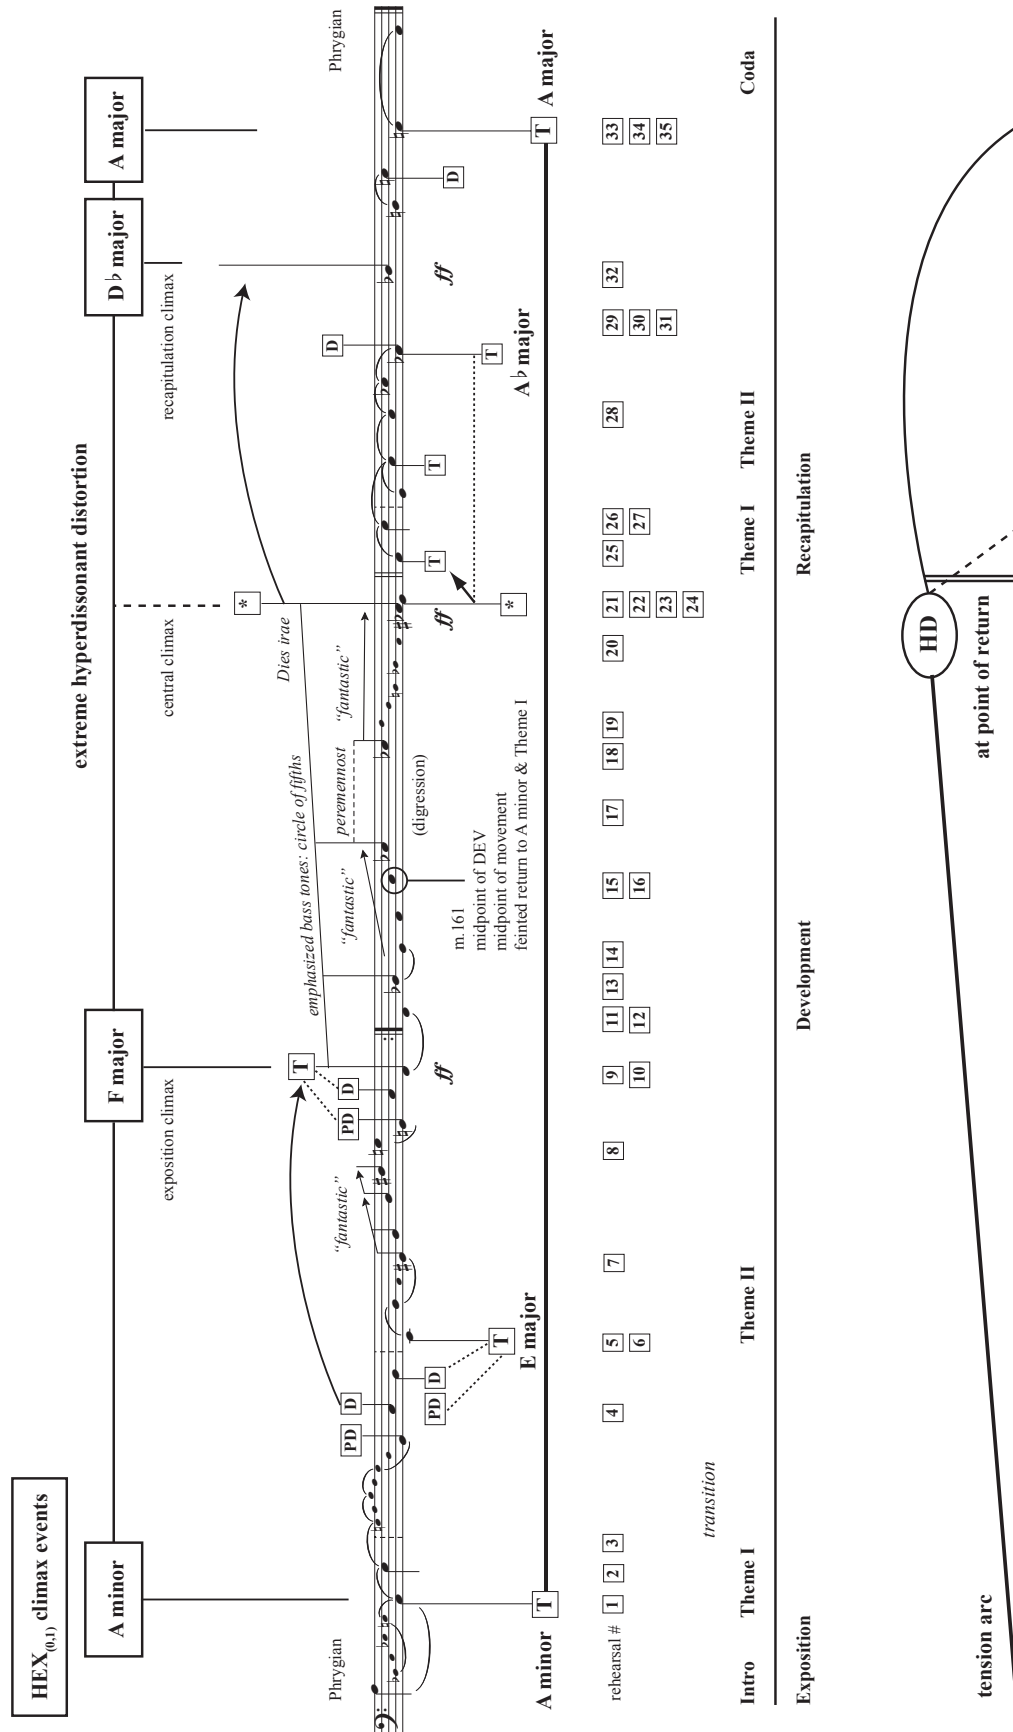 HEX(0,1) climax events
A minor
F major
D♭ major
A major
extreme hyperdissonant distortion
exposition climax
central climax
recapitulation climax
*
Dies irae
emphasized bass tones: circle of fifths
T
PD
D
PD
D
D
“fantastic”
“fantastic”
peremennost
“fantastic”
Phrygian
Phrygian
ff
(digression)
ff
ff
PD
D
T
*
T
T
T
D
m.161
midpoint of DEV
midpoint of movement
feinted return to A minor & Theme I
E major
A♭ major
A minor
T
T
A major
rehearsal #
1 2 3 4 5 7 8 9 11 13 14 15 17 18 19 20 21 25 26 28 29 32 33
6 10 12 16 22 27 30 34
23 31 35
24
transition
Intro Theme I Theme II Theme I Theme II Coda
Exposition Development Recapitulation
HD
tension arc
at point of return